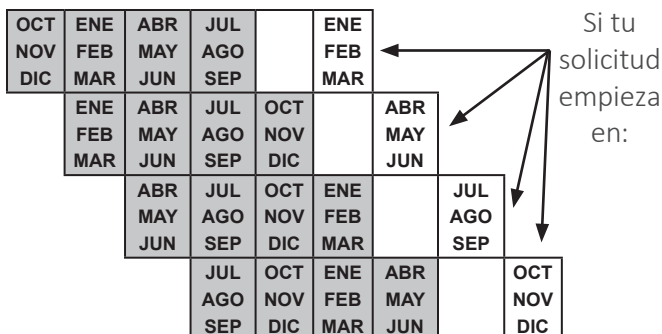 OCT ENE ABR JUL ENE
NOV FEB MAY AGO FEB
DIC MAR JUN SEP MAR
ENE ABR JUL OCT ABR
FEB MAY AGO NOV MAY
MAR JUN SEP DIC JUN
ABR JUL OCT ENE JUL
MAY AGO NOV FEB AGO
JUN SEP DIC MAR SEP
JUL OCT ENE ABR OCT
AGO NOV FEB MAY NOV
SEP DIC MAR JUN DIC
Si tu
solicitud
empieza
en: